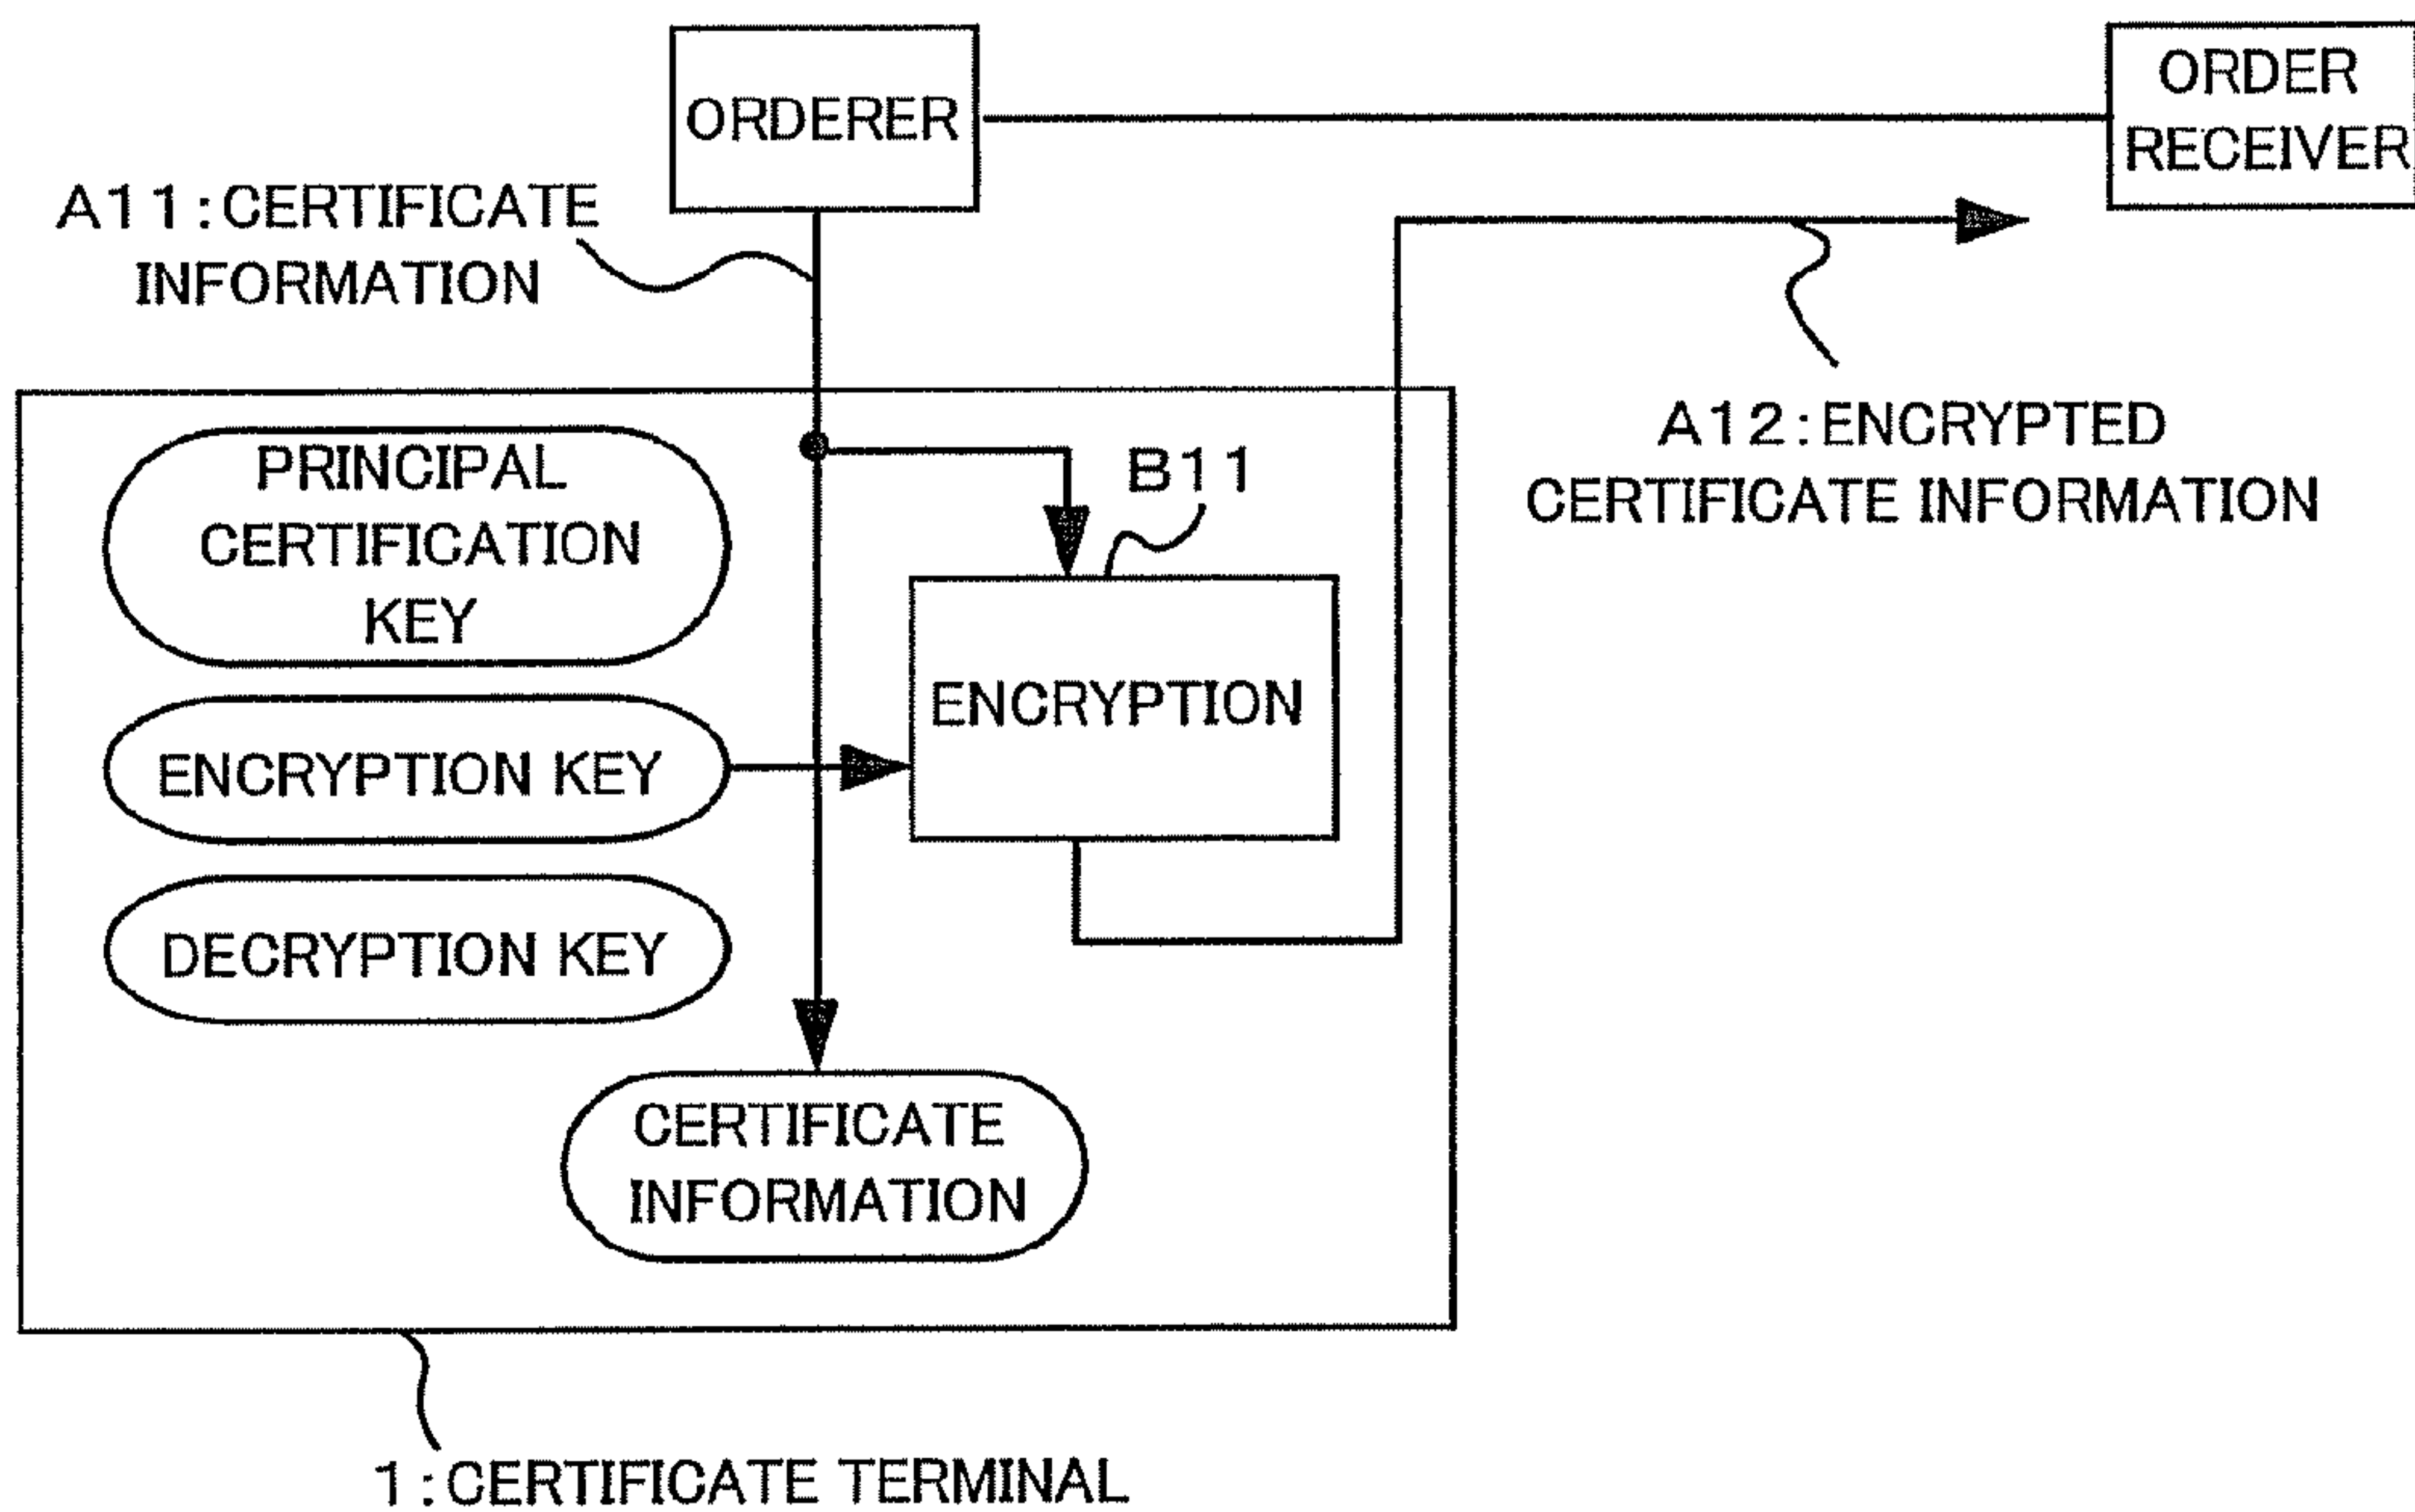 ORDERER
ORDER
RECEIVER
A11:CERTIFICATE
INFORMATION
A12:ENCRYPTED
CERTIFICATE INFORMATION
PRINCIPAL
CERTIFICATION
KEY
B11
ENCRYPTION
ENCRYPTION KEY
DECRYPTION KEY
CERTIFICATE
INFORMATION
1:CERTIFICATE TERMINAL